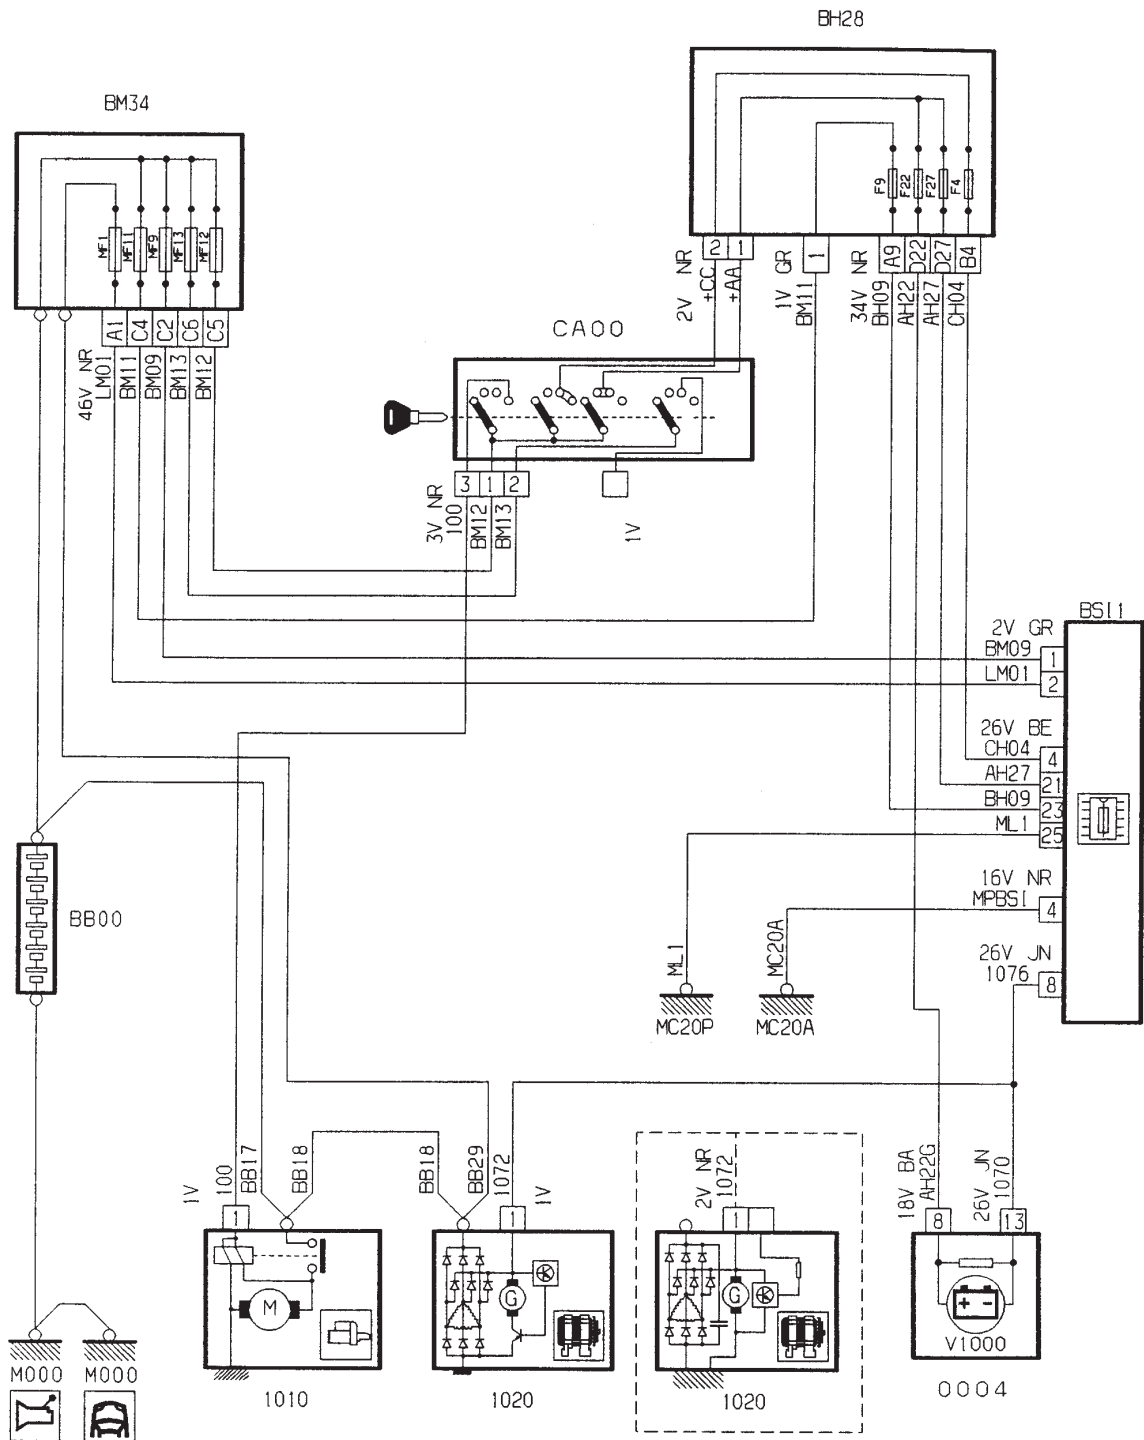 BH28
BM34
F9
F22
F27
F4
MF1
MF11
MF9
MF13
MF12
2V NR
2
1
+CC
+AA
1V GR
1
BM11
34V NR
A9
D22
D27
B4
BH09
AH22
AH27
CH04
46V NR
A1
C4
C2
C6
C5
LM01
BM11
BM09
BM13
BM12
CA00
3V NR
3
1
2
100
BM12
BM13
1V
BSI1
2V GR
BM09
1
LM01
2
26V BE
CH04
4
AH27
21
BH09
23
ML1
25
16V NR
MPBSI
4
26V JN
1076
8
BB00
ML1
MC20A
MC20P
MC20A
1V
100
BB17
BB18
BB18
BB29
1072
1V
2V NR
1072
18V BA
AH22G
26V JN
1070
1
1
1
8
13
M
G
G
+ -
V1000
M000
M000
1010
1020
1020
0004